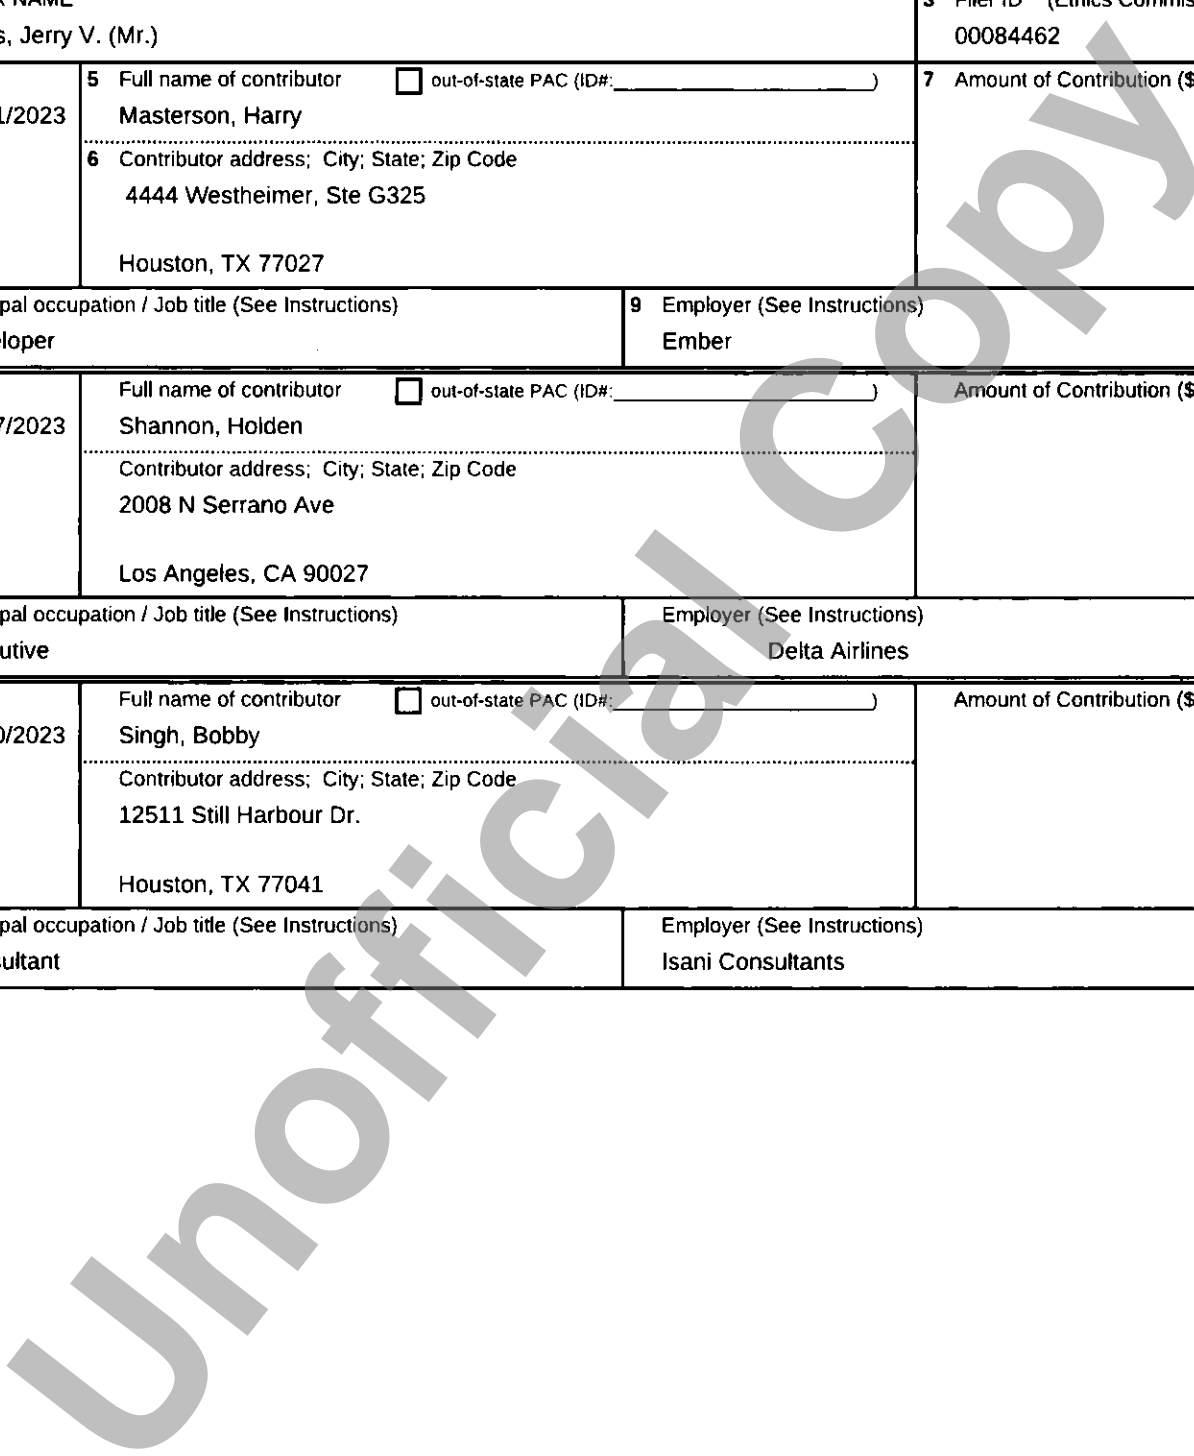 NAME
3 Filer ID (Ethics Commis
s, Jerry V. (Mr.)
00084462
5 Full name of contributor out-of-state PAC (ID#: )
7 Amount of Contribution ($
1/2023
Masterson, Harry
6 Contributor address; City; State; Zip Code
4444 Westheimer, Ste G325
Houston, TX 77027
pal occupation / Job title (See Instructions)
9 Employer (See Instructions)
loper
Ember
Full name of contributor out-of-state PAC (ID#: )
Amount of Contribution ($
7/2023
Shannon, Holden
Contributor address; City; State; Zip Code
2008 N Serrano Ave
Los Angeles, CA 90027
pal occupation / Job title (See Instructions)
Employer (See Instructions)
utive
Delta Airlines
Full name of contributor out-of-state PAC (ID#: )
Amount of Contribution ($
0/2023
Singh, Bobby
Contributor address; City; State; Zip Code
12511 Still Harbour Dr.
Houston, TX 77041
pal occupation / Job title (See Instructions)
Employer (See Instructions)
ultant
Isani Consultants
Unofficial Copy